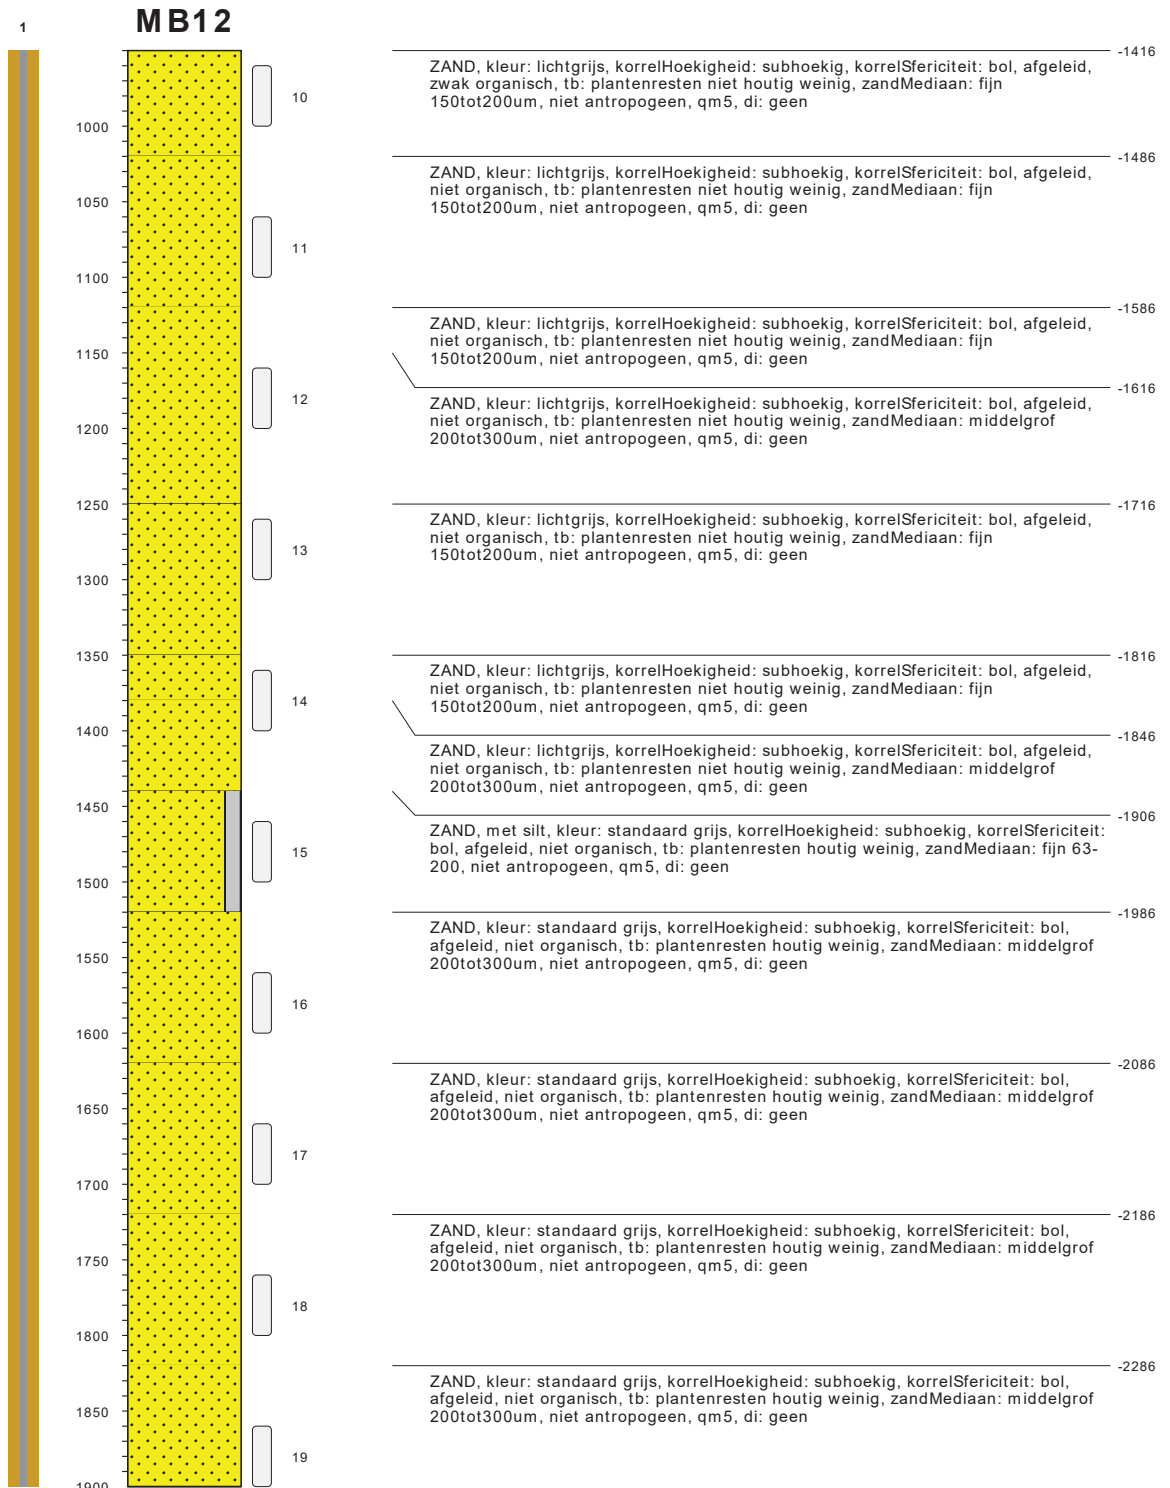 1
MB12
-1416
ZAND, kleur: lichtgrijs, korrelHoekigheid: subhoekig, korrelSfericiteit: bol, afgeleid,
zwak organisch, tb: plantenresten niet houtig weinig, zandMediaan: fijn
150tot200um, niet antropogeen, qm5, di: geen
10
1000
-1486
ZAND, kleur: lichtgrijs, korrelHoekigheid: subhoekig, korrelSfericiteit: bol, afgeleid,
niet organisch, tb: plantenresten niet houtig weinig, zandMediaan: fijn
150tot200um, niet antropogeen, qm5, di: geen
1050
11
1100
-1586
ZAND, kleur: lichtgrijs, korrelHoekigheid: subhoekig, korrelSfericiteit: bol, afgeleid,
niet organisch, tb: plantenresten niet houtig weinig, zandMediaan: fijn
150tot200um, niet antropogeen, qm5, di: geen
1150
-1616
12
ZAND, kleur: lichtgrijs, korrelHoekigheid: subhoekig, korrelSfericiteit: bol, afgeleid,
niet organisch, tb: plantenresten niet houtig weinig, zandMediaan: middelgrof
200tot300um, niet antropogeen, qm5, di: geen
1200
1250
-1716
ZAND, kleur: lichtgrijs, korrelHoekigheid: subhoekig, korrelSfericiteit: bol, afgeleid,
niet organisch, tb: plantenresten niet houtig weinig, zandMediaan: fijn
150tot200um, niet antropogeen, qm5, di: geen
13
1300
1350
-1816
ZAND, kleur: lichtgrijs, korrelHoekigheid: subhoekig, korrelSfericiteit: bol, afgeleid,
niet organisch, tb: plantenresten niet houtig weinig, zandMediaan: fijn
150tot200um, niet antropogeen, qm5, di: geen
14
1400
-1846
ZAND, kleur: lichtgrijs, korrelHoekigheid: subhoekig, korrelSfericiteit: bol, afgeleid,
niet organisch, tb: plantenresten niet houtig weinig, zandMediaan: middelgrof
200tot300um, niet antropogeen, qm5, di: geen
1450
-1906
ZAND, met silt, kleur: standaard grijs, korrelHoekigheid: subhoekig, korrelSfericiteit:
bol, afgeleid, niet organisch, tb: plantenresten houtig weinig, zandMediaan: fijn 63-
200, niet antropogeen, qm5, di: geen
15
1500
-1986
ZAND, kleur: standaard grijs, korrelHoekigheid: subhoekig, korrelSfericiteit: bol,
afgeleid, niet organisch, tb: plantenresten houtig weinig, zandMediaan: middelgrof
200tot300um, niet antropogeen, qm5, di: geen
1550
16
1600
-2086
ZAND, kleur: standaard grijs, korrelHoekigheid: subhoekig, korrelSfericiteit: bol,
afgeleid, niet organisch, tb: plantenresten houtig weinig, zandMediaan: middelgrof
200tot300um, niet antropogeen, qm5, di: geen
1650
17
1700
-2186
ZAND, kleur: standaard grijs, korrelHoekigheid: subhoekig, korrelSfericiteit: bol,
afgeleid, niet organisch, tb: plantenresten houtig weinig, zandMediaan: middelgrof
200tot300um, niet antropogeen, qm5, di: geen
1750
18
1800
-2286
ZAND, kleur: standaard grijs, korrelHoekigheid: subhoekig, korrelSfericiteit: bol,
afgeleid, niet organisch, tb: plantenresten houtig weinig, zandMediaan: middelgrof
200tot300um, niet antropogeen, qm5, di: geen
1850
19
1900